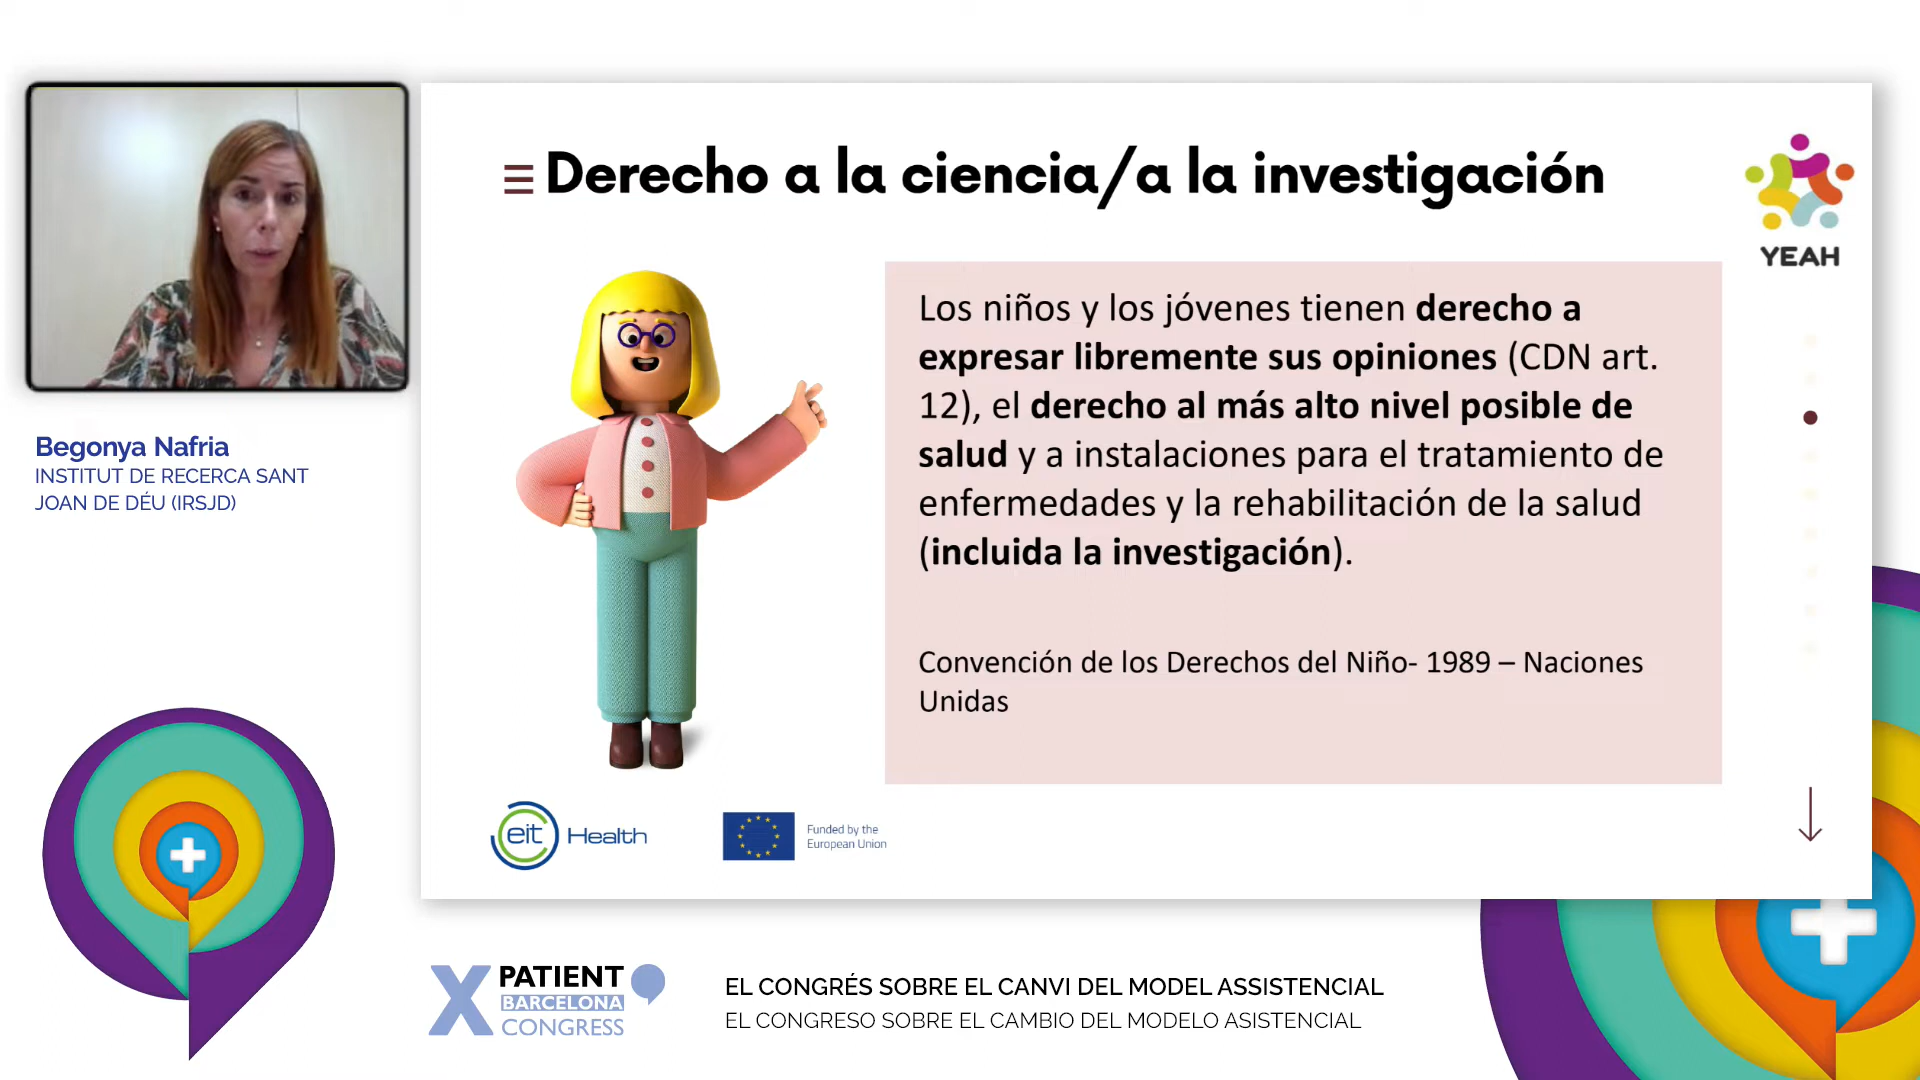 Derecho a la ciencia/a la investigación
YEAH
Los niños y los jóvenes tienen derecho a
expresar libremente sus opiniones (CDN art.
12), el derecho al más alto nivel posible de
salud y a instalaciones para el tratamiento de
enfermedades y la rehabilitación de la salud
(incluida la investigación).
Convención de los Derechos del Niño- 1989 – Naciones
Unidas
Begonya Nafria
INSTITUT DE RECERCA SANT
JOAN DE DÉU (IRSJD)
eit Health
Funded by the
European Union
X PATIENT
BARCELONA
CONGRESS
EL CONGRÉS SOBRE EL CANVI DEL MODEL ASSISTENCIAL
EL CONGRESO SOBRE EL CAMBIO DEL MODELO ASISTENCIAL